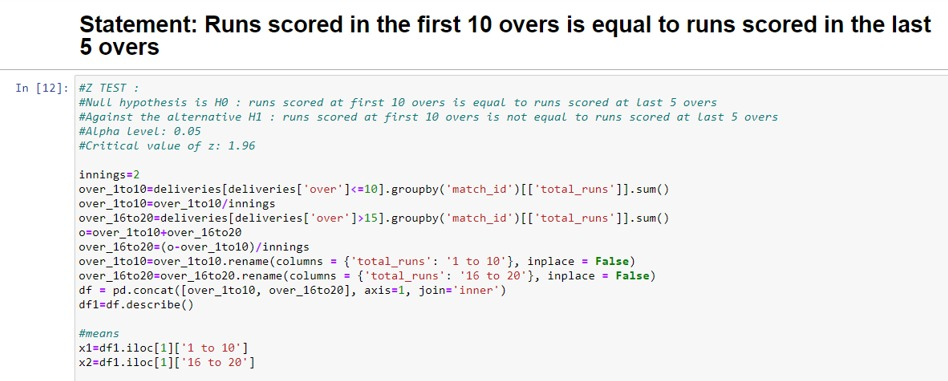 Statement: Runs scored in the first 10 overs is equal to runs scored in the last
5 overs
In [12]: #Z TEST :
#Null hypothesis is H0 : runs scored at first 10 overs is equal to runs scored at last 5 overs
#Against the alternative H1 : runs scored at first 10 overs is not equal to runs scored at last 5 overs
#Alpha level: 0.05
#Critical value of z: 1.96
innings=2
over_1to10=deliveries[deliveries['over']<=10].groupby('match_id')[['total_runs']].sum()
over_1to10=over_1to10/innings
over_16to20=deliveries[deliveries['over']>15].groupby('match_id')[['total_runs']].sum()
o=over_1to10+over_16to20
over_16to20=(o-over_1to10)/innings
over_1to10=over_1to10.rename(columns = {'total_runs': '1 to 10'}, inplace = False)
over_16to20=over_16to20.rename(columns = {'total_runs': '16 to 20'}, inplace = False)
df = pd.concat([over_1to10, over_16to20], axis=1, join='inner')
df1=df.describe()
#means
x1=df1.iloc[1]['1 to 10']
x2=df1.iloc[1]['16 to 20']